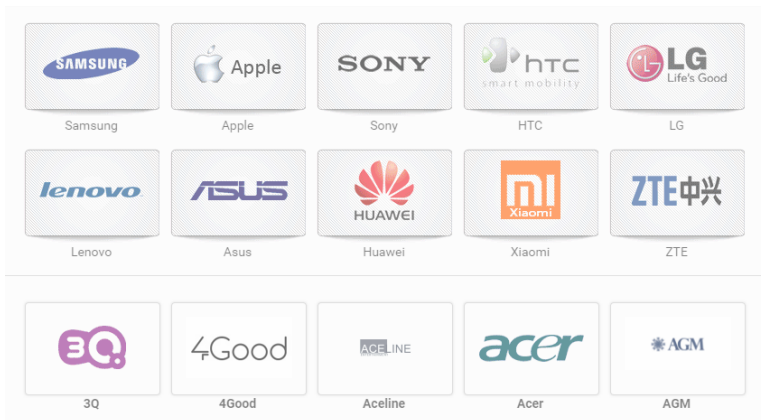 SAMSUNG
Apple
SONY
hTC
smart mobility
LG
Life's Good
Samsung
Apple
Sony
HTC
LG
lenovo
ASUS
HUAWEI
mi
Xiaomi
ZTE中兴
Lenovo
Asus
Huawei
Xiaomi
ZTE
3Q
4Good
ACELINE
acer
AGM
3Q
4Good
Aceline
Acer
AGM